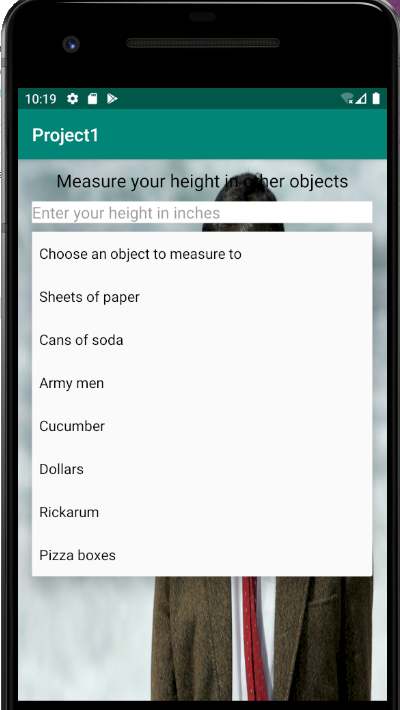 10:19
Project1
Measure your height in other objects
Enter your height in inches
Choose an object to measure to
Sheets of paper
Cans of soda
Army men
Cucumber
Dollars
Rickarum
Pizza boxes